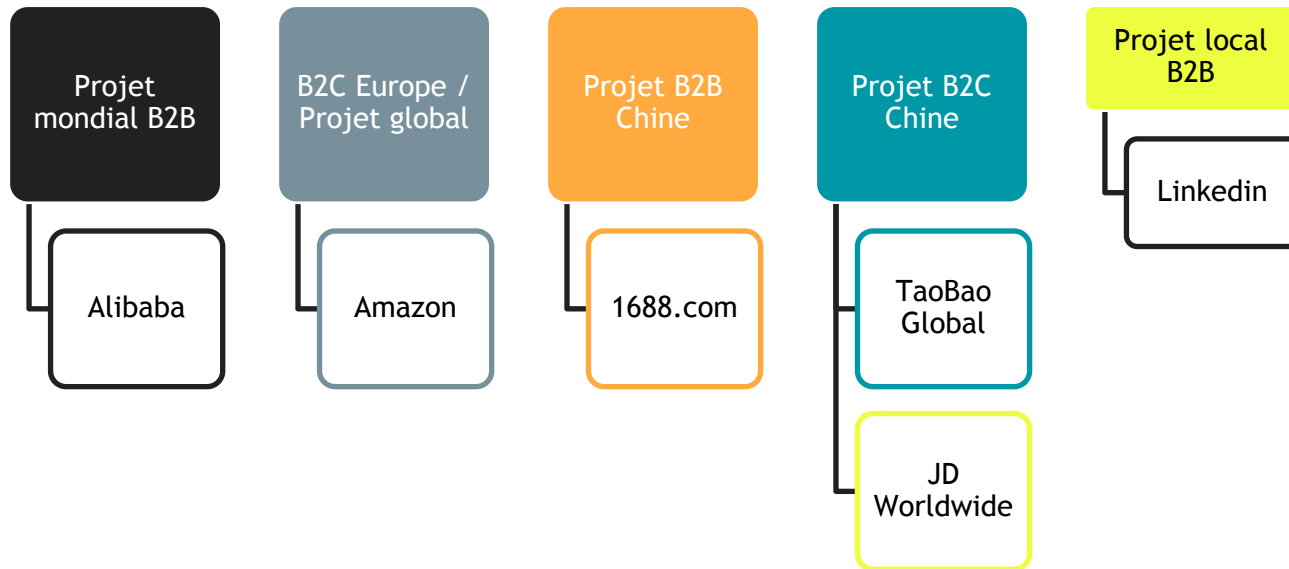 Projet
mondial B2B
Alibaba
B2C Europe /
Projet global
Amazon
Projet B2B
Chine
1688.com
Projet B2C
Chine
TaoBao
Global
JD
Worldwide
Projet local
B2B
Linkedin